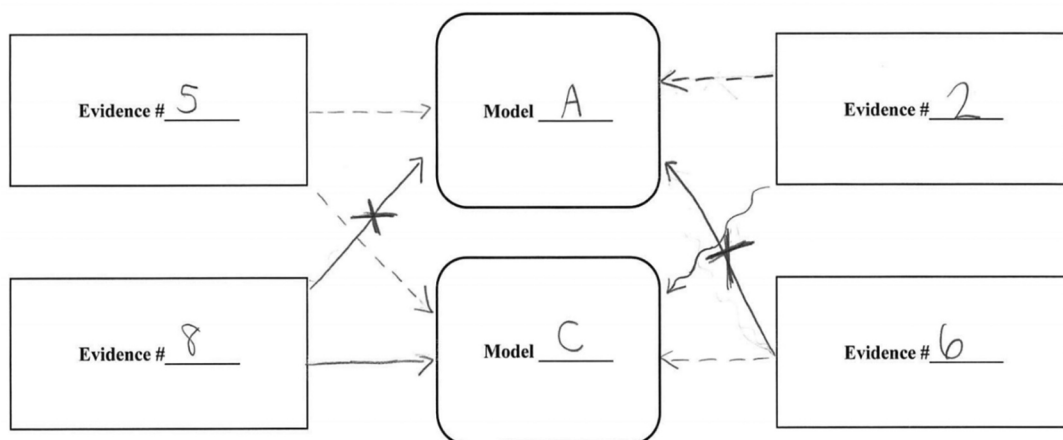 Evidence # 5
Model A
Evidence # 2
Evidence # 8
Model C
Evidence # 6